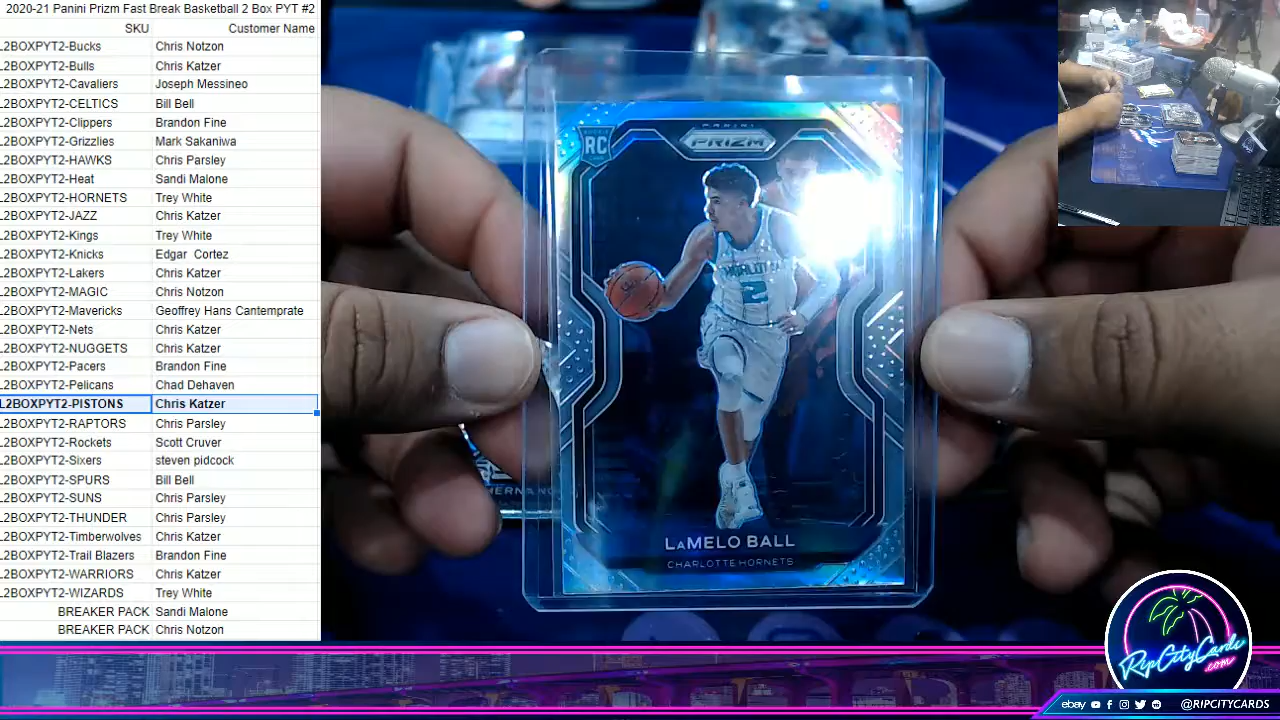 2020-21 Panini Prizm Fast Break Basketball 2 Box PYT #2
SKU Customer Name
L2BOXPYT2-Bucks Chris Notzon
L2BOXPYT2-Bulls Chris Katzer
L2BOXPYT2-Cavaliers Joseph Messineo
L2BOXPYT2-CELTICS Bill Bell
L2BOXPYT2-Clippers Brandon Fine
L2BOXPYT2-Grizzlies Mark Sakaniwa
L2BOXPYT2-HAWKS Chris Parsley
L2BOXPYT2-Heat Sandi Malone
L2BOXPYT2-HORNETS Trey White
L2BOXPYT2-JAZZ Chris Katzer
L2BOXPYT2-Kings Trey White
L2BOXPYT2-Knicks Edgar Cortez
L2BOXPYT2-Lakers Chris Katzer
L2BOXPYT2-MAGIC Chris Notzon
L2BOXPYT2-Mavericks Geoffrey Hans Cantemprate
L2BOXPYT2-Nets Chris Katzer
L2BOXPYT2-NUGGETS Chris Katzer
L2BOXPYT2-Pacers Brandon Fine
L2BOXPYT2-Pelicans Chad Dehaven
L2BOXPYT2-PISTONS Chris Katzer
L2BOXPYT2-RAPTORS Chris Parsley
L2BOXPYT2-Rockets Scott Cruver
L2BOXPYT2-Sixers steven pidcock
L2BOXPYT2-SPURS Bill Bell
L2BOXPYT2-SUNS Chris Parsley
L2BOXPYT2-THUNDER Chris Parsley
L2BOXPYT2-Timberwolves Chris Katzer
L2BOXPYT2-Trail Blazers Brandon Fine
L2BOXPYT2-WARRIORS Chris Katzer
L2BOXPYT2-WIZARDS Trey White
BREAKER PACK Sandi Malone
BREAKER PACK Chris Notzon
ROOKIE
RC
PANINI
PRIZM
LaMELO BALL
CHARLOTTE HORNETS
RipCityCards
.com
ebay @RIPCITYCARDS